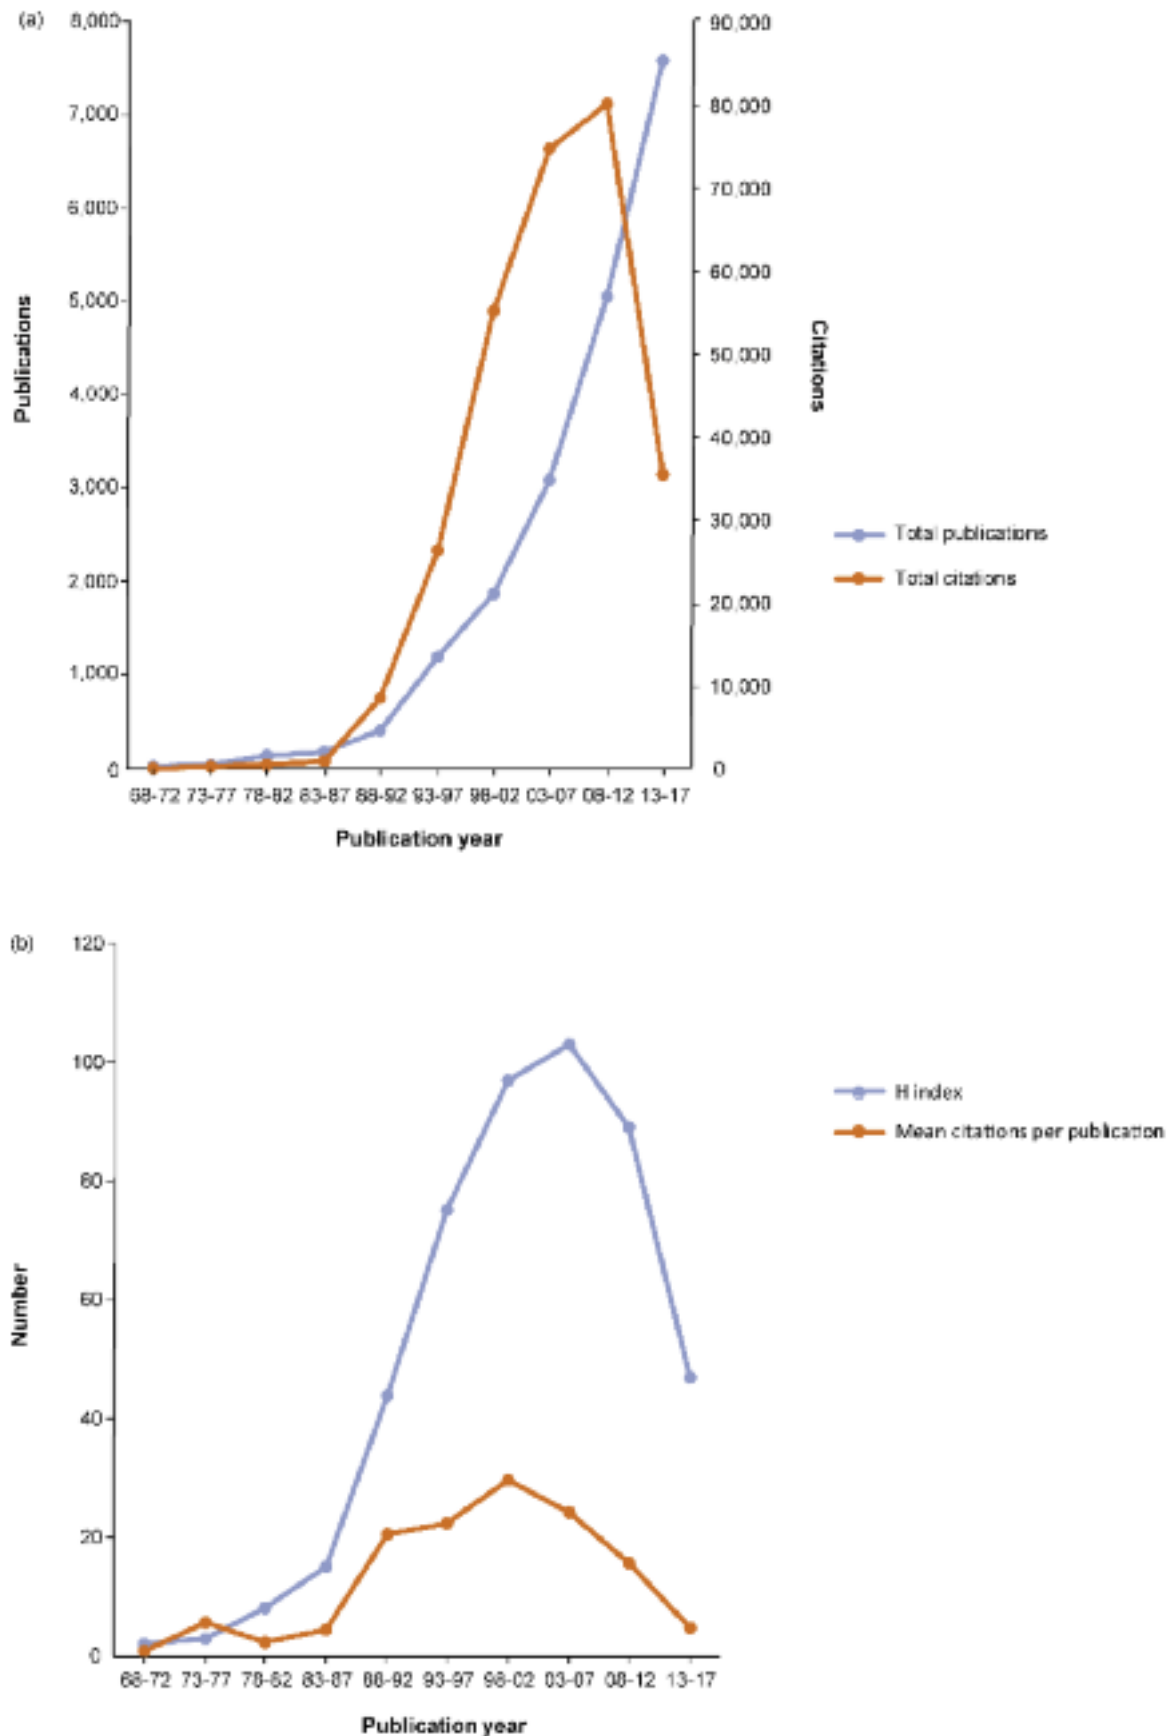 (a)
8,000
7,000
6,000
5,000
4,000
3,000
2,000
1,000
0
Publications
90,000
80,000
70,000
60,000
50,000
40,000
30,000
20,000
10,000
0
Citations
Total publications
Total citations
68-72 73-77 78-82 83-87 88-92 93-97 98-02 03-07 08-12 13-17
Publication year
(b)
120
100
80
60
40
20
0
Number
H index
Mean citations per publication
68-72 73-77 78-82 83-87 88-92 93-97 98-02 03-07 08-12 13-17
Publication year